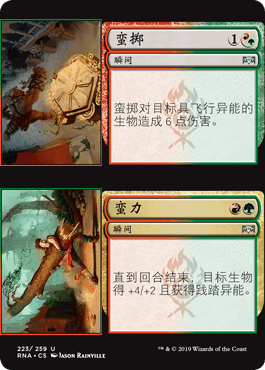 蛮掷 1
瞬间
蛮掷对目标具飞行异能的
生物造成6点伤害。
蛮力
瞬间
直到回合结束，目标生物
得+4/+2且获得践踏异能。
223/259 U
RNA • CS JASON RAINVILLE
™ & © 2019 Wizards of the Coast